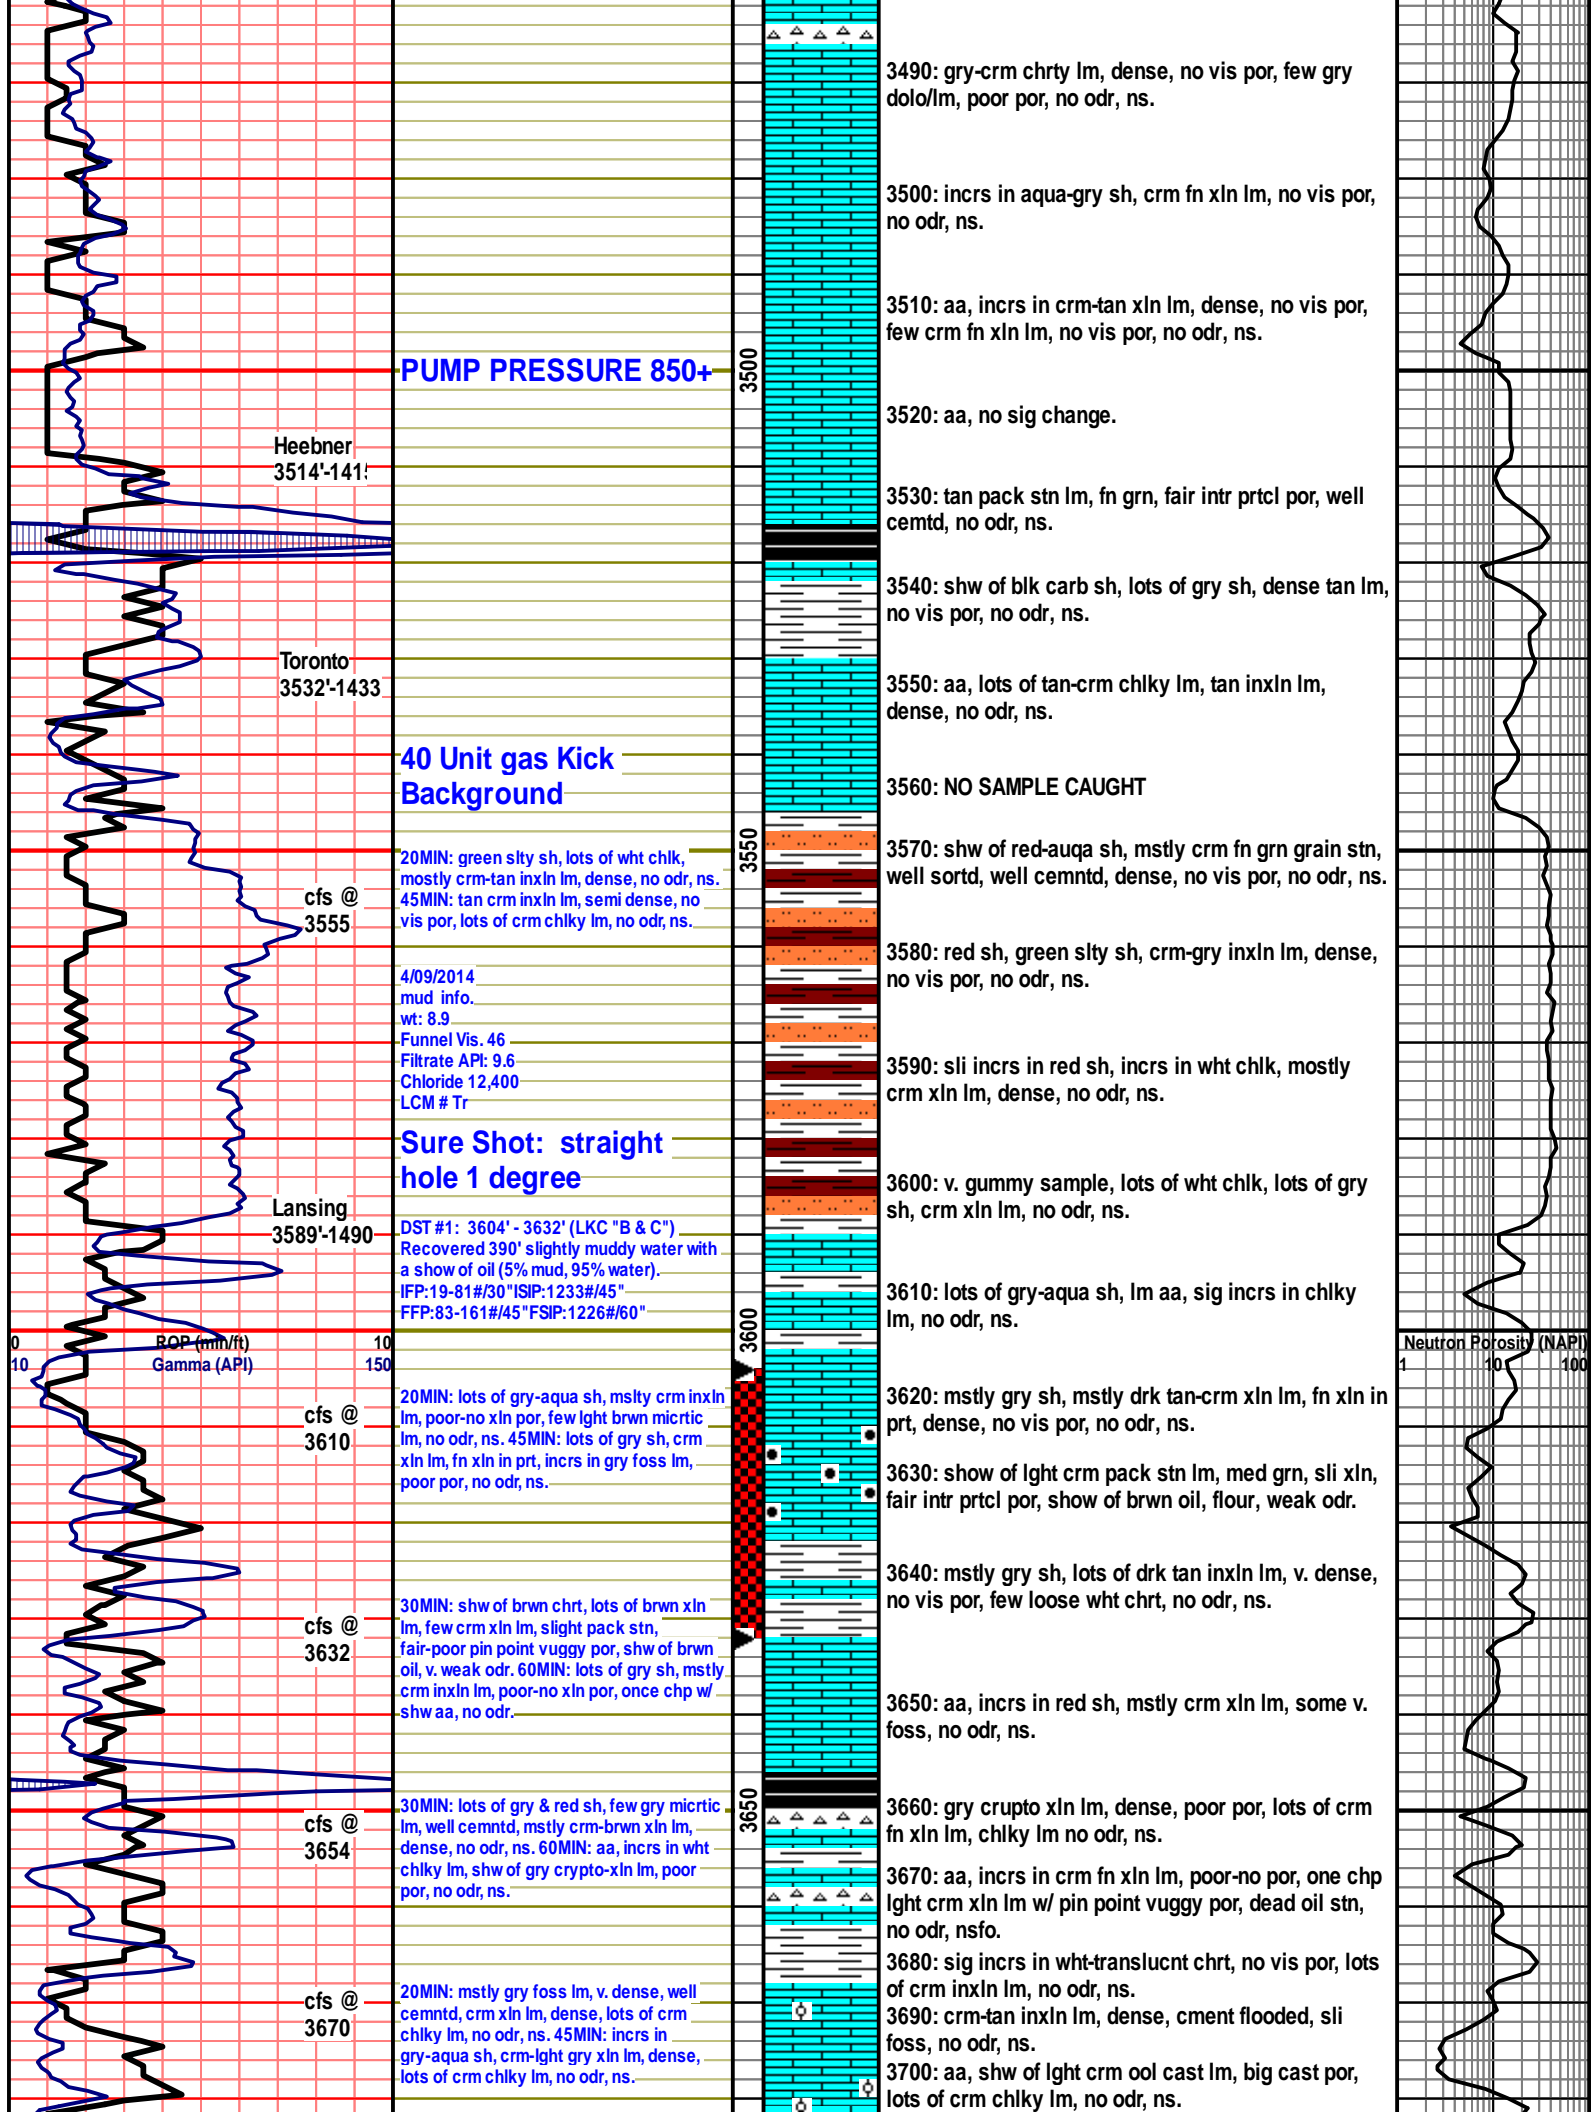 3490: gry-crm chrty lm, dense, no vis por, few gry
dolo/lm, poor por, no odr, ns.
3500: incrs in aqua-gry sh, crm fn xln lm, no vis por,
no odr, ns.
3510: aa, incrs in crm-tan xln lm, dense, no vis por,
few crm fn xln lm, no vis por, no odr, ns.
PUMP PRESSURE 850+
3500
3520: aa, no sig change.
Heebner
3514'-141
3530: tan pack stn lm, fn grn, fair intr prtcl por, well
cemtd, no odr, ns.
3540: shw of blk carb sh, lots of gry sh, dense tan lm,
no vis por, no odr, ns.
Toronto
3532'-1433
3550: aa, lots of tan-crm chlky lm, tan inxln lm,
dense, no odr, ns.
40 Unit gas Kick
Background
3560: NO SAMPLE CAUGHT
3550
20MIN: green slty sh, lots of wht chlk,
mostly crm-tan inxln lm, dense, no odr, ns.
45MIN: tan crm inxln lm, semi dense, no
vis por, lots of crm chlky lm, no odr, ns.
3570: shw of red-auqa sh, mstly crm fn grn grain stn,
well sortd, well cemntd, dense, no vis por, no odr, ns.
cfs @
3555
3580: red sh, green slty sh, crm-gry inxln lm, dense,
no vis por, no odr, ns.
4/09/2014
mud info.
wt: 8.9
Funnel Vis. 46
Filtrate API: 9.6
Chloride 12,400
LCM # Tr
3590: sli incrs in red sh, incrs in wht chlk, mostly
crm xln lm, dense, no odr, ns.
Sure Shot: straight
hole 1 degree
3600: v. gummy sample, lots of wht chlk, lots of gry
sh, crm xln lm, no odr, ns.
Lansing
3589'-1490
DST #1: 3604' - 3632' (LKC "B & C")
Recovered 390' slightly muddy water with
a show of oil (5% mud, 95% water).
IFP:19-81#/30"ISIP:1233#/45"
FFP:83-161#/45"FSIP:1226#/60"
3610: lots of gry-aqua sh, lm aa, sig incrs in chlky
lm, no odr, ns.
3600
0 ROP (min/ft) 10
10 Gamma (API) 150
Neutron Porosity (NAPI)
1 10 100
20MIN: lots of gry-aqua sh, mslty crm inxln
lm, poor-no xln por, few lght brwn micrtic
lm, no odr, ns. 45MIN: lots of gry sh, crm
xln lm, fn xln in prt, incrs in gry foss lm,
poor por, no odr, ns.
cfs @
3610
3620: mstly gry sh, mstly drk tan-crm xln lm, fn xln in
prt, dense, no vis por, no odr, ns.
3630: show of lght crm pack stn lm, med grn, sli xln,
fair intr prtcl por, show of brwn oil, flour, weak odr.
3640: mstly gry sh, lots of drk tan inxln lm, v. dense,
no vis por, few loose wht chrt, no odr, ns.
cfs @
3632
30MIN: shw of brwn chrt, lots of brwn xln
lm, few crm xln lm, slight pack stn,
fair-poor pin point vuggy por, shw of brwn
oil, v. weak odr. 60MIN: lots of gry sh, mstly
crm inxln lm, poor-no xln por, once chp w/
shw aa, no odr.
3650: aa, incrs in red sh, mstly crm xln lm, some v.
foss, no odr, ns.
3650
cfs @
3654
30MIN: lots of gry & red sh, few gry micrtic
lm, well cemntd, mstly crm-brwn xln lm,
dense, no odr, ns. 60MIN: aa, incrs in wht
chlky lm, shw of gry crypto-xln lm, poor
por, no odr, ns.
3660: gry crupto xln lm, dense, poor por, lots of crm
fn xln lm, chlky lm no odr, ns.
3670: aa, incrs in crm fn xln lm, poor-no por, one chp
lght crm xln lm w/ pin point vuggy por, dead oil stn,
no odr, nsfo.
3680: sig incrs in wht-translucnt chrt, no vis por, lots
of crm inxln lm, no odr, ns.
cfs @
3670
20MIN: mstly gry foss lm, v. dense, well
cemntd, crm xln lm, dense, lots of crm
chlky lm, no odr, ns. 45MIN: incrs in
gry-aqua sh, crm-lght gry xln lm, dense,
lots of crm chlky lm, no odr, ns.
3690: crm-tan inxln lm, dense, cment flooded, sli
foss, no odr, ns.
3700: aa, shw of lght crm ool cast lm, big cast por,
lots of crm chlky lm, no odr, ns.